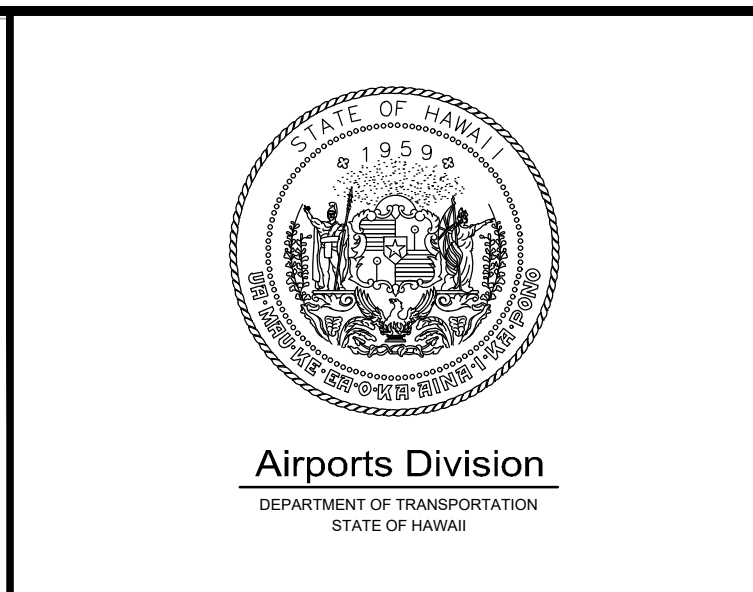 STATE OF HAWAII
1959
UA·MAU·KE·EA·O·KA·AINA·I·KA·PONO
Airports Division
DEPARTMENT OF TRANSPORTATION
STATE OF HAWAII